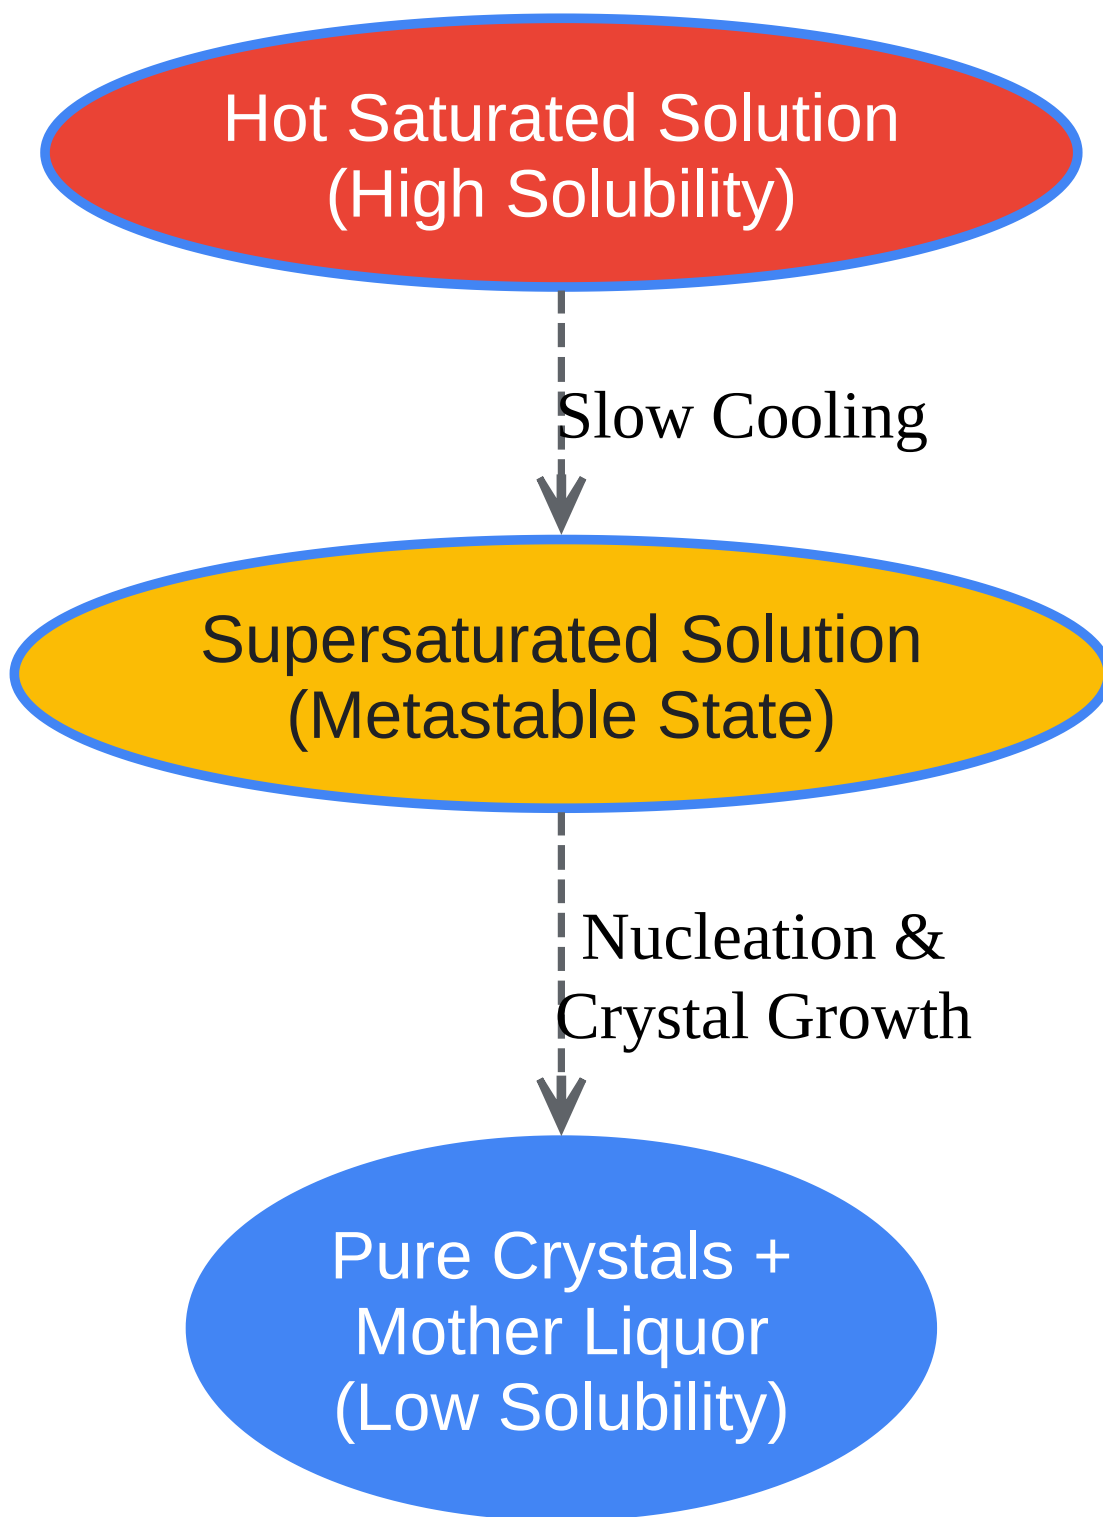 Hot Saturated Solution
(High Solubility)
Slow Cooling
Supersaturated Solution
(Metastable State)
Nucleation &
Crystal Growth
Pure Crystals +
Mother Liquor
(Low Solubility)